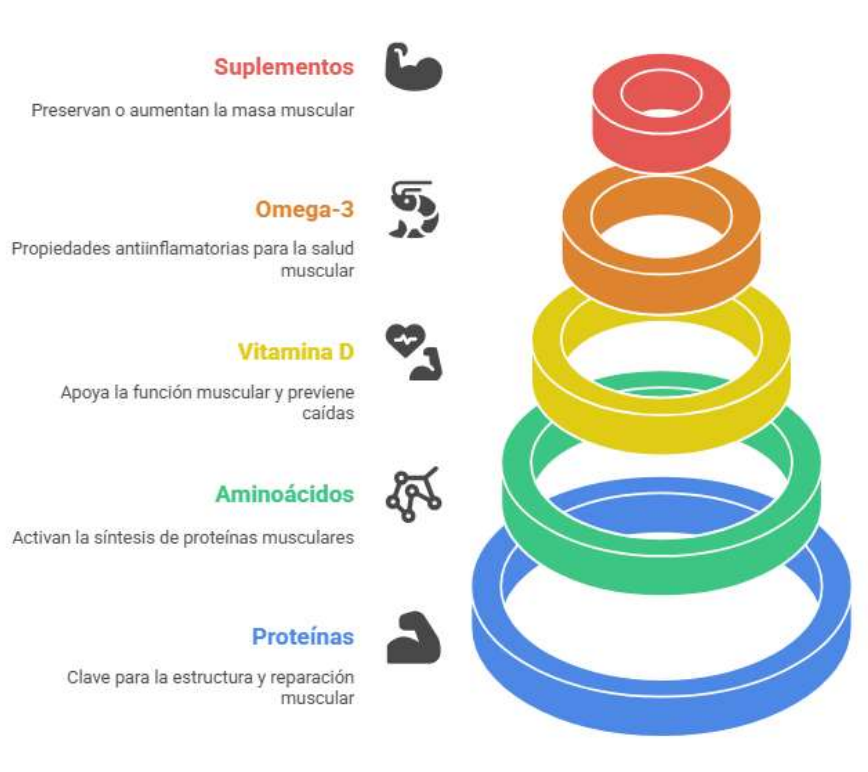 Suplementos
Preservan o aumentan la masa muscular
Omega-3
Propiedades antiinflamatorias para la salud
muscular
Vitamina D
Apoya la función muscular y previene
caídas
Aminoácidos
Activan la síntesis de proteínas musculares
Proteínas
Clave para la estructura y reparación
muscular